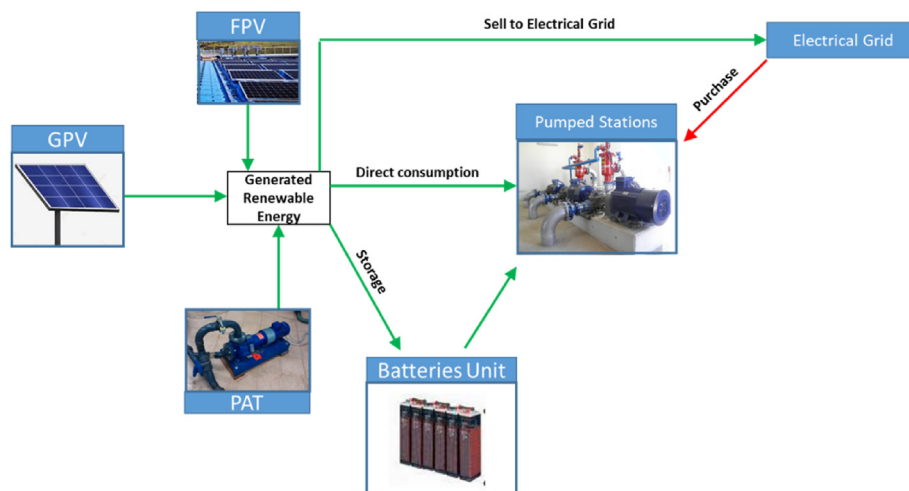 FPV
Sell to Electrical Grid
Electrical Grid
Purchase
Pumped Stations
GPV
Generated
Renewable
Energy
Direct consumption
Storage
Batteries Unit
PAT